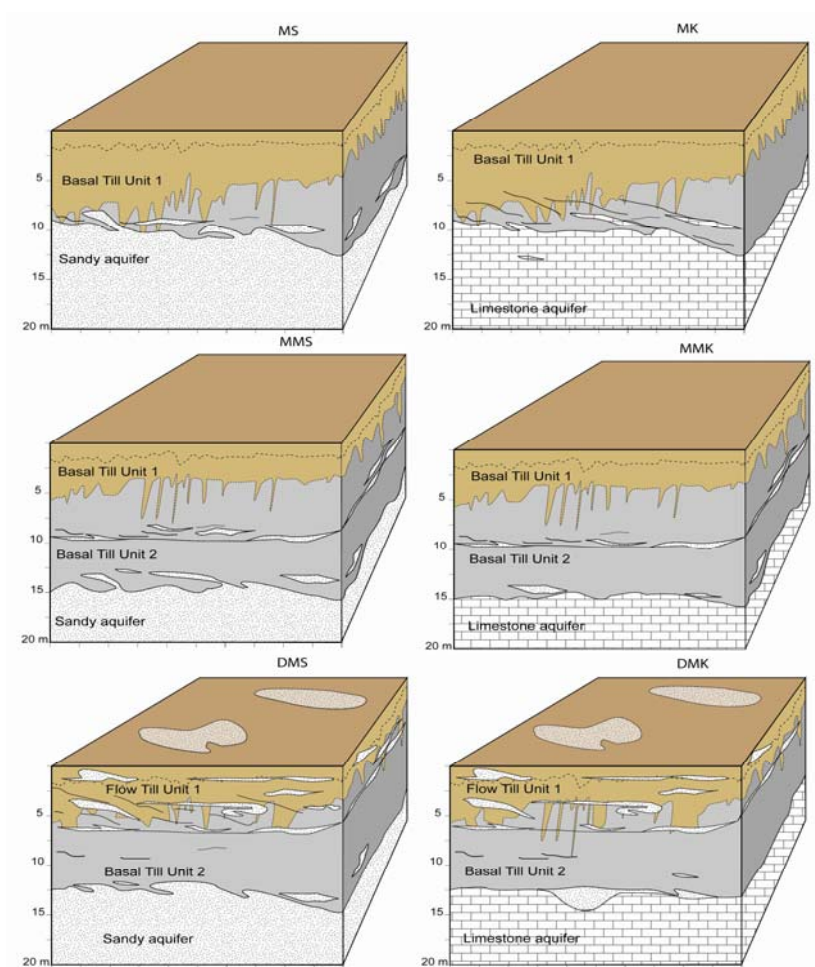 MS
5
Basal Till Unit 1
10
Sandy aquifer
15
20 m
MK
Basal Till Unit 1
5
10
15
Limestone aquifer
20 m
MMS
Basal Till Unit 1
5
10
Basal Till Unit 2
15
Sandy aquifer
20 m
MMK
Basal Till Unit 1
5
10
Basal Till Unit 2
15
Limestone aquifer
20 m
DMS
Flow Till Unit 1
5
10
Basal Till Unit 2
15
Sandy aquifer
20 m
DMK
Flow Till Unit 1
5
10
Basal Till Unit 2
15
Limestone aquifer
20 m